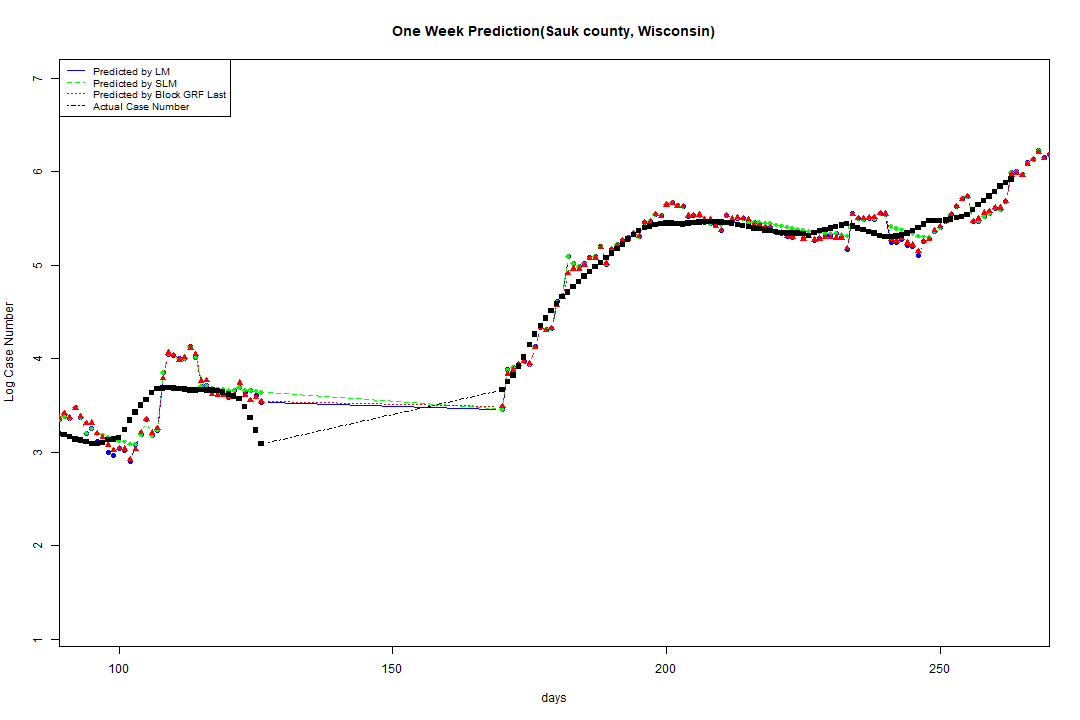 One Week Prediction(Sauk county, Wisconsin)
Predicted by LM
Predicted by SLM
Predicted by Block GRF Last
Actual Case Number
7
6
5
4
3
2
1
Log Case Number
100
150
200
250
days